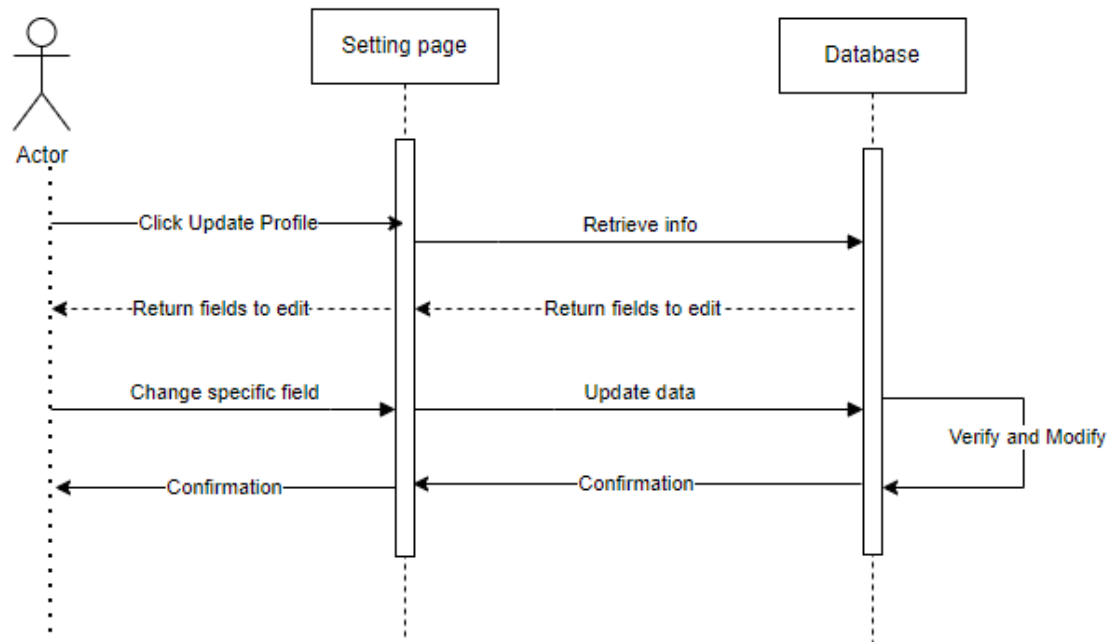 Setting page
Database
Actor
Click Update Profile
Retrieve info
Return fields to edit
Return fields to edit
Change specific field
Update data
Verify and Modify
Confirmation
Confirmation